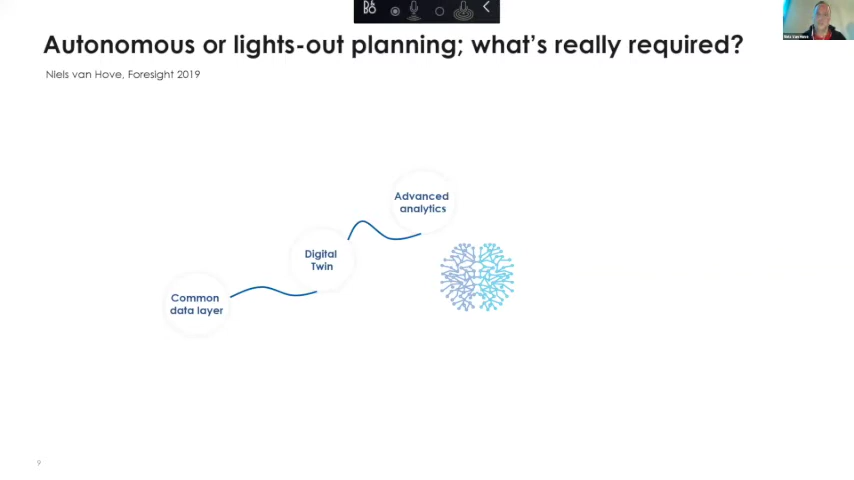 Autonomous or lights-out planning; what's really required?
Niels van Hove, Foresight 2019
Advanced
analytics
Digital
Twin
Common
data layer
9